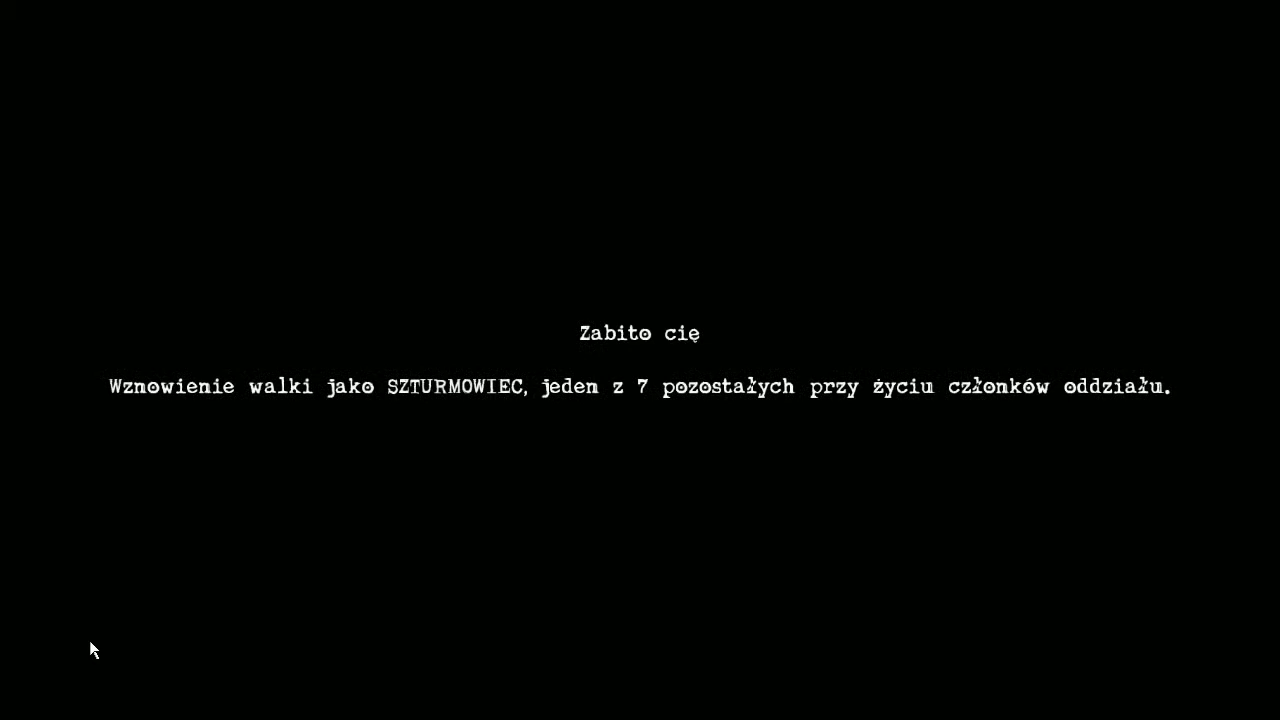 Zabito cię
Wznowienie walki jako SZTURMOWIEC, jeden z 7 pozostałych przy życiu członków oddziału.